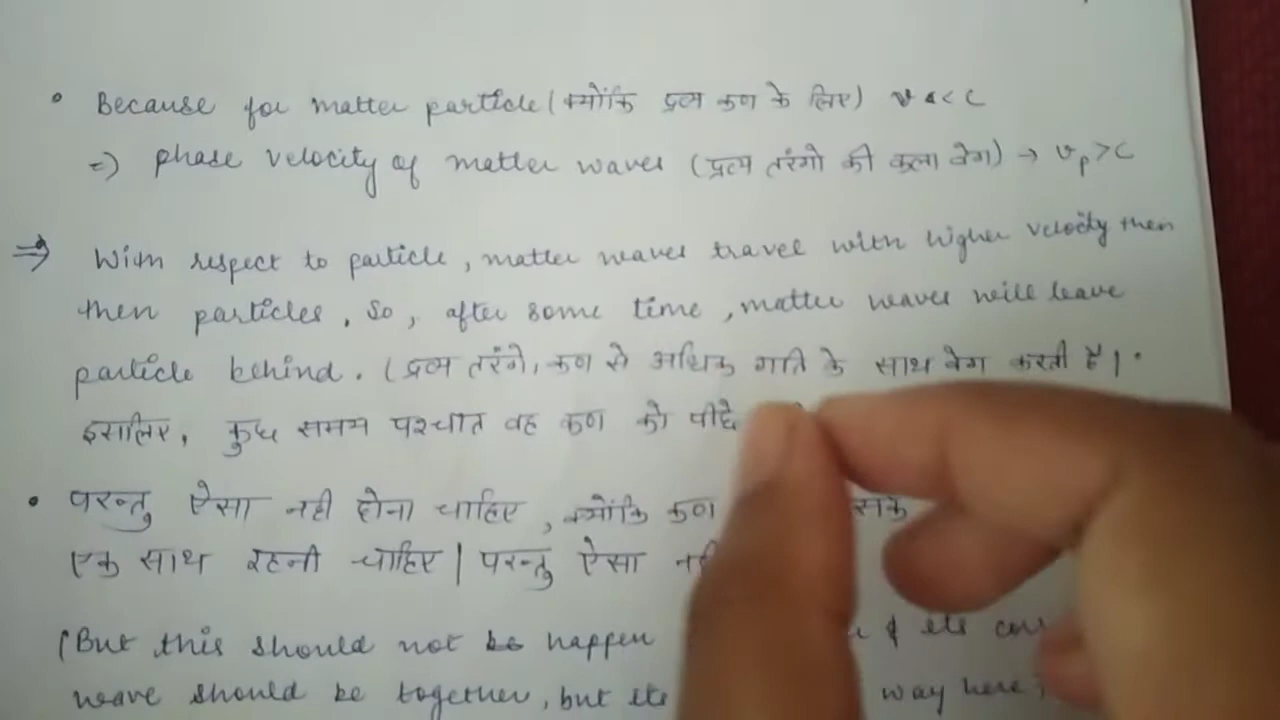 Because for matter particle (क्योंकि द्रव्य कण के लिए) v << c
=) phase velocity of matter waves (द्रव्य तरंगो की कला वेग) → vₚ > c
⇒ With respect to particle, matter waves travel with higher velocity then
then particles. So, after some time, matter waves will leave
particle behind. (द्रव्य तरंगे, कण से अधिक गति के साथ वेग करती है।
इसलिए, कुछ समय पश्चात वह कण को पीछे
• परन्तु ऐसा नही होना चाहिए, क्योंकि कण
एक साथ रहनी चाहिए | परन्तु ऐसा
(But this should not be happen & its
wave should be together, but way here,